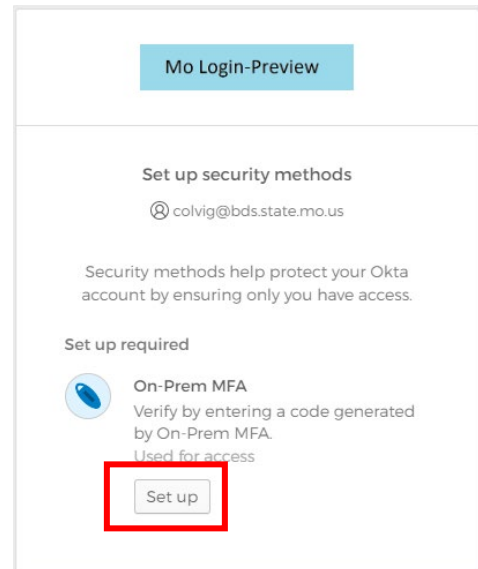 Mo Login-Preview
Set up security methods
colvig@bds.state.mo.us
Security methods help protect your Okta
account by ensuring only you have access.
Set up required
On-Prem MFA
Verify by entering a code generated
by On-Prem MFA.
Used for access
Set up